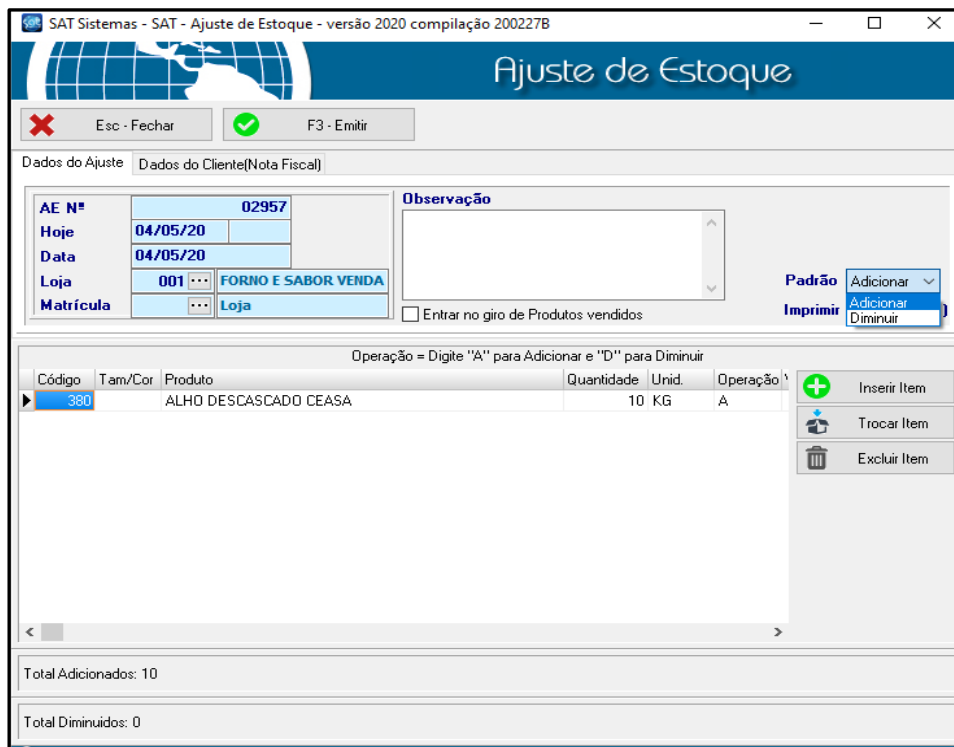 SAT Sistemas - SAT - Ajuste de Estoque - versão 2020 compilação 200227B
Ajuste de Estoque
Esc - Fechar
F3 - Emitir
Dados do Ajuste
Dados do Cliente(Nota Fiscal)
AE Nº 02957
Hoje 04/05/20
Data 04/05/20
Loja 001 ... FORNO E SABOR VENDA
Matrícula ... Loja
Observação
Entrar no giro de Produtos vendidos
Padrão Adicionar
Adicionar
Imprimir
Diminuir
Operação = Digite "A" para Adicionar e "D" para Diminuir
Código Tam/Cor Produto Quantidade Unid. Operação
380 ALHO DESCASCADO CEASA 10 KG A
Inserir Item
Trocar Item
Excluir Item
Total Adicionados: 10
Total Diminuidos: 0